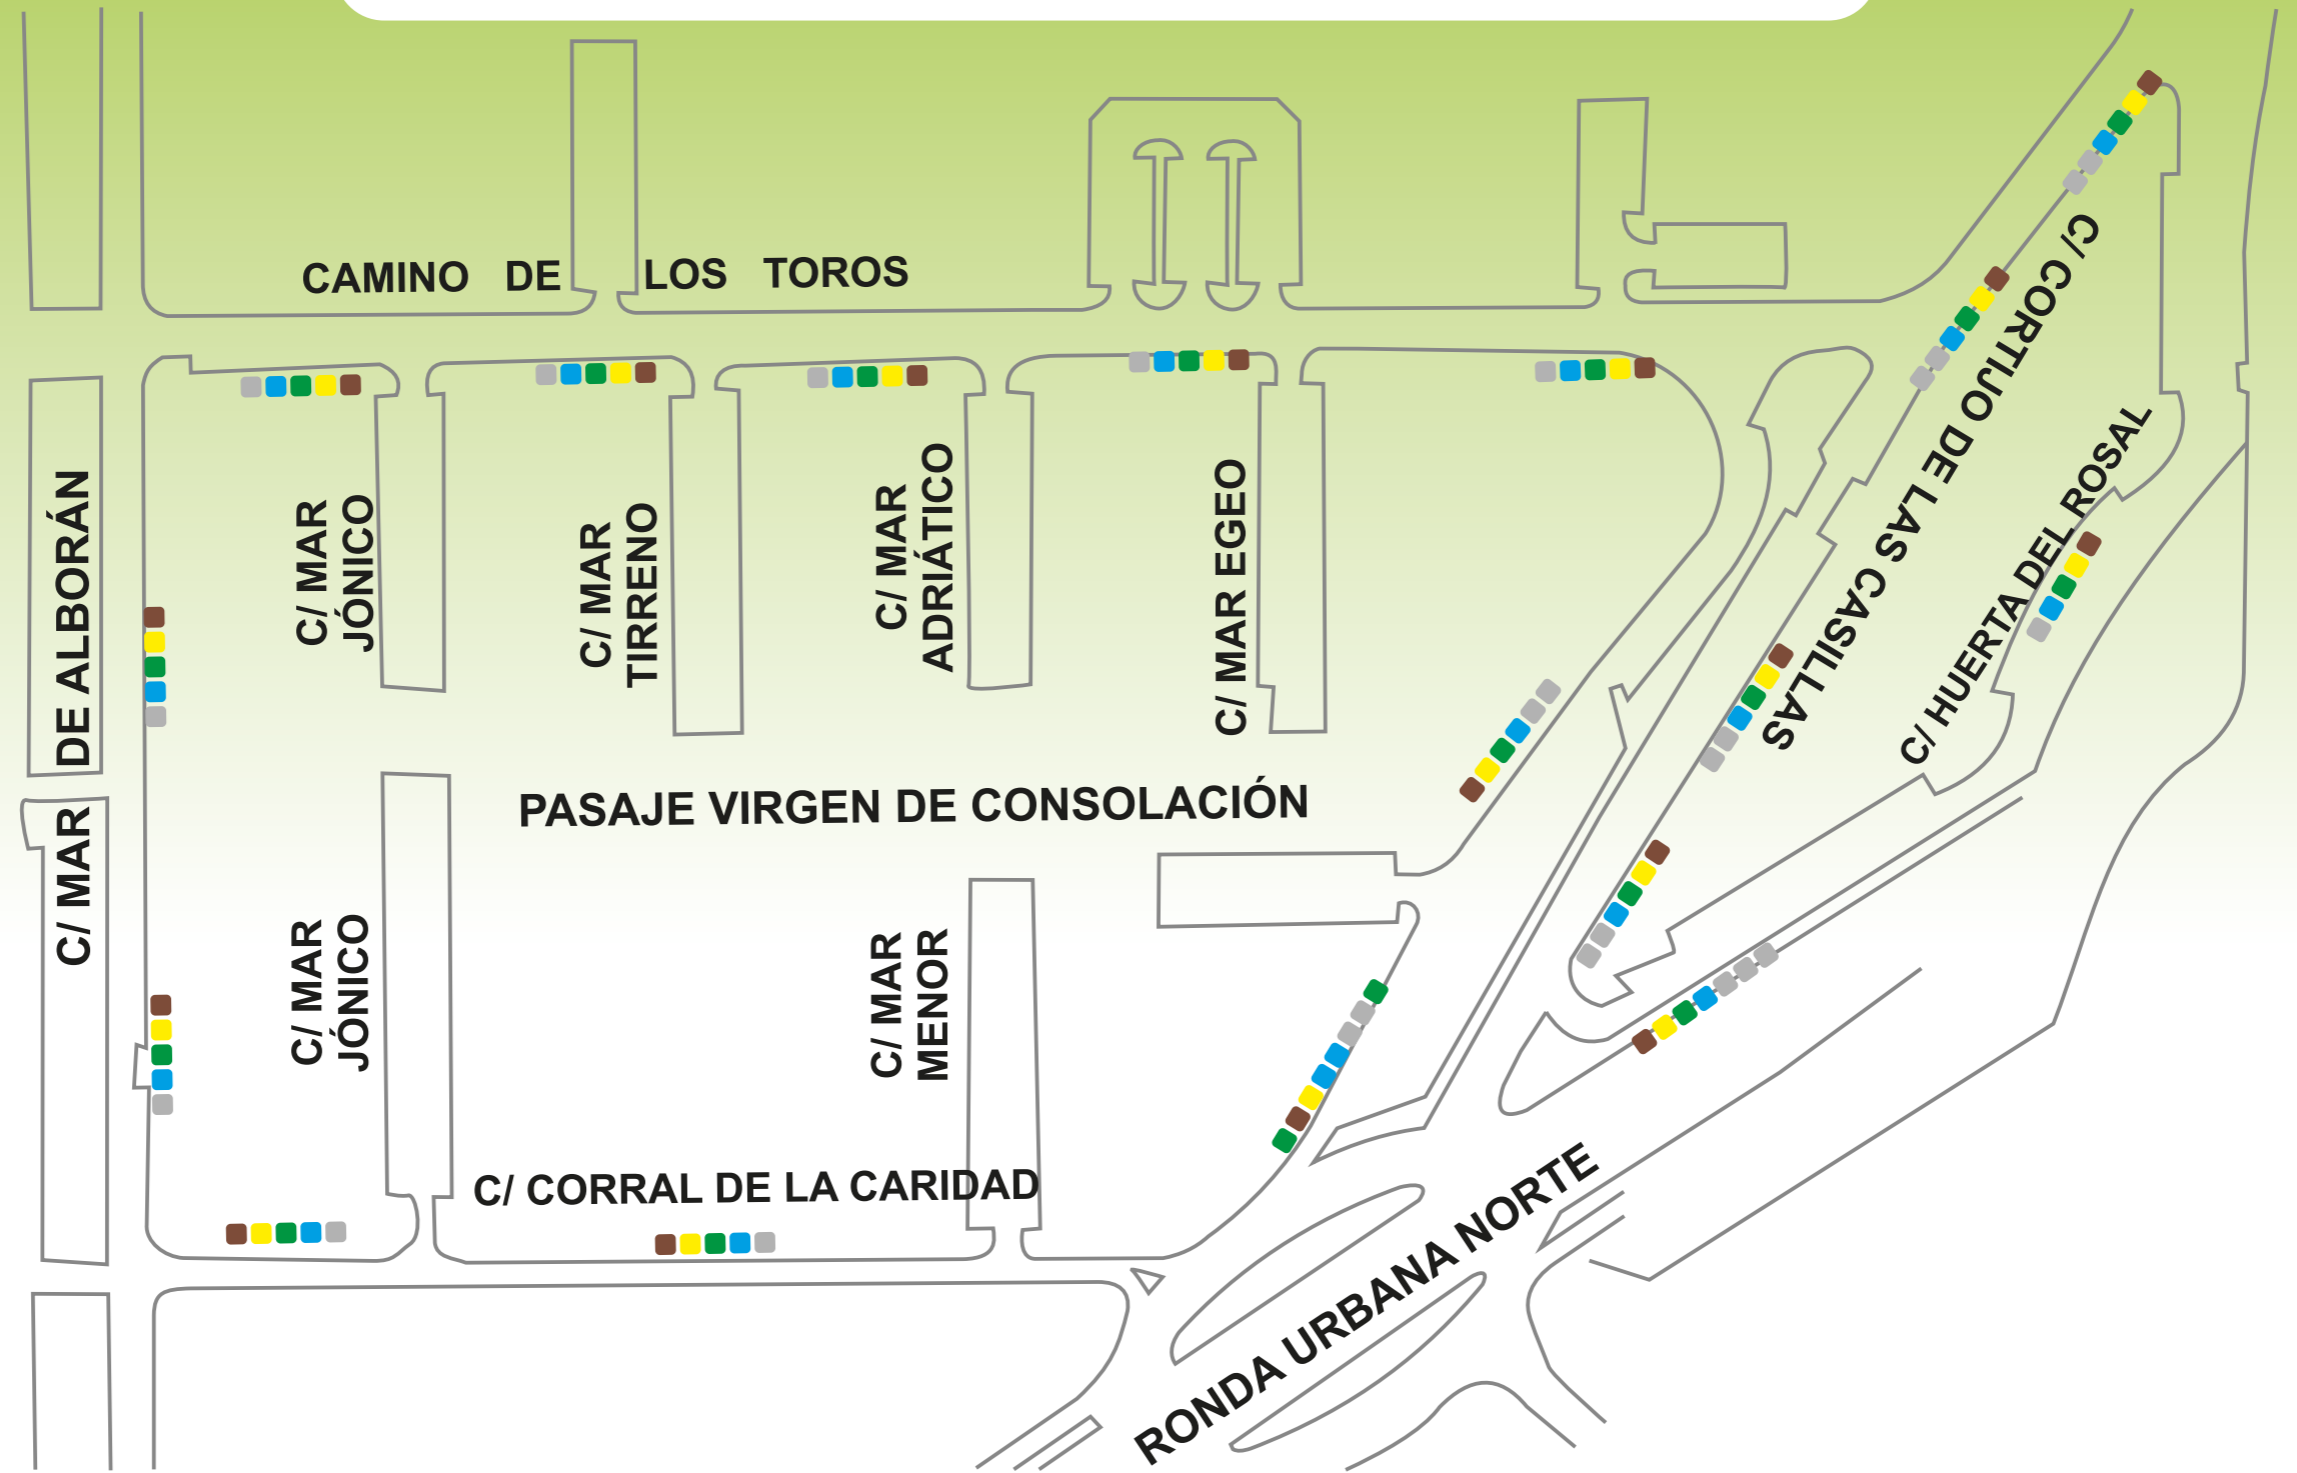 CAMINO DE LOS TOROS
C/ MAR DE ALBORÁN
C/ MAR
JÓNICO
C/ MAR
TIRRENO
C/ MAR
ADRIÁTICO
C/ MAR EGEO
C/ CORTIJO DE LAS CASILLAS
C/ HUERTA DEL ROSAL
PASAJE VIRGEN DE CONSOLACIÓN
C/ MAR
JÓNICO
C/ MAR
MENOR
C/ CORRAL DE LA CARIDAD
RONDA URBANA NORTE